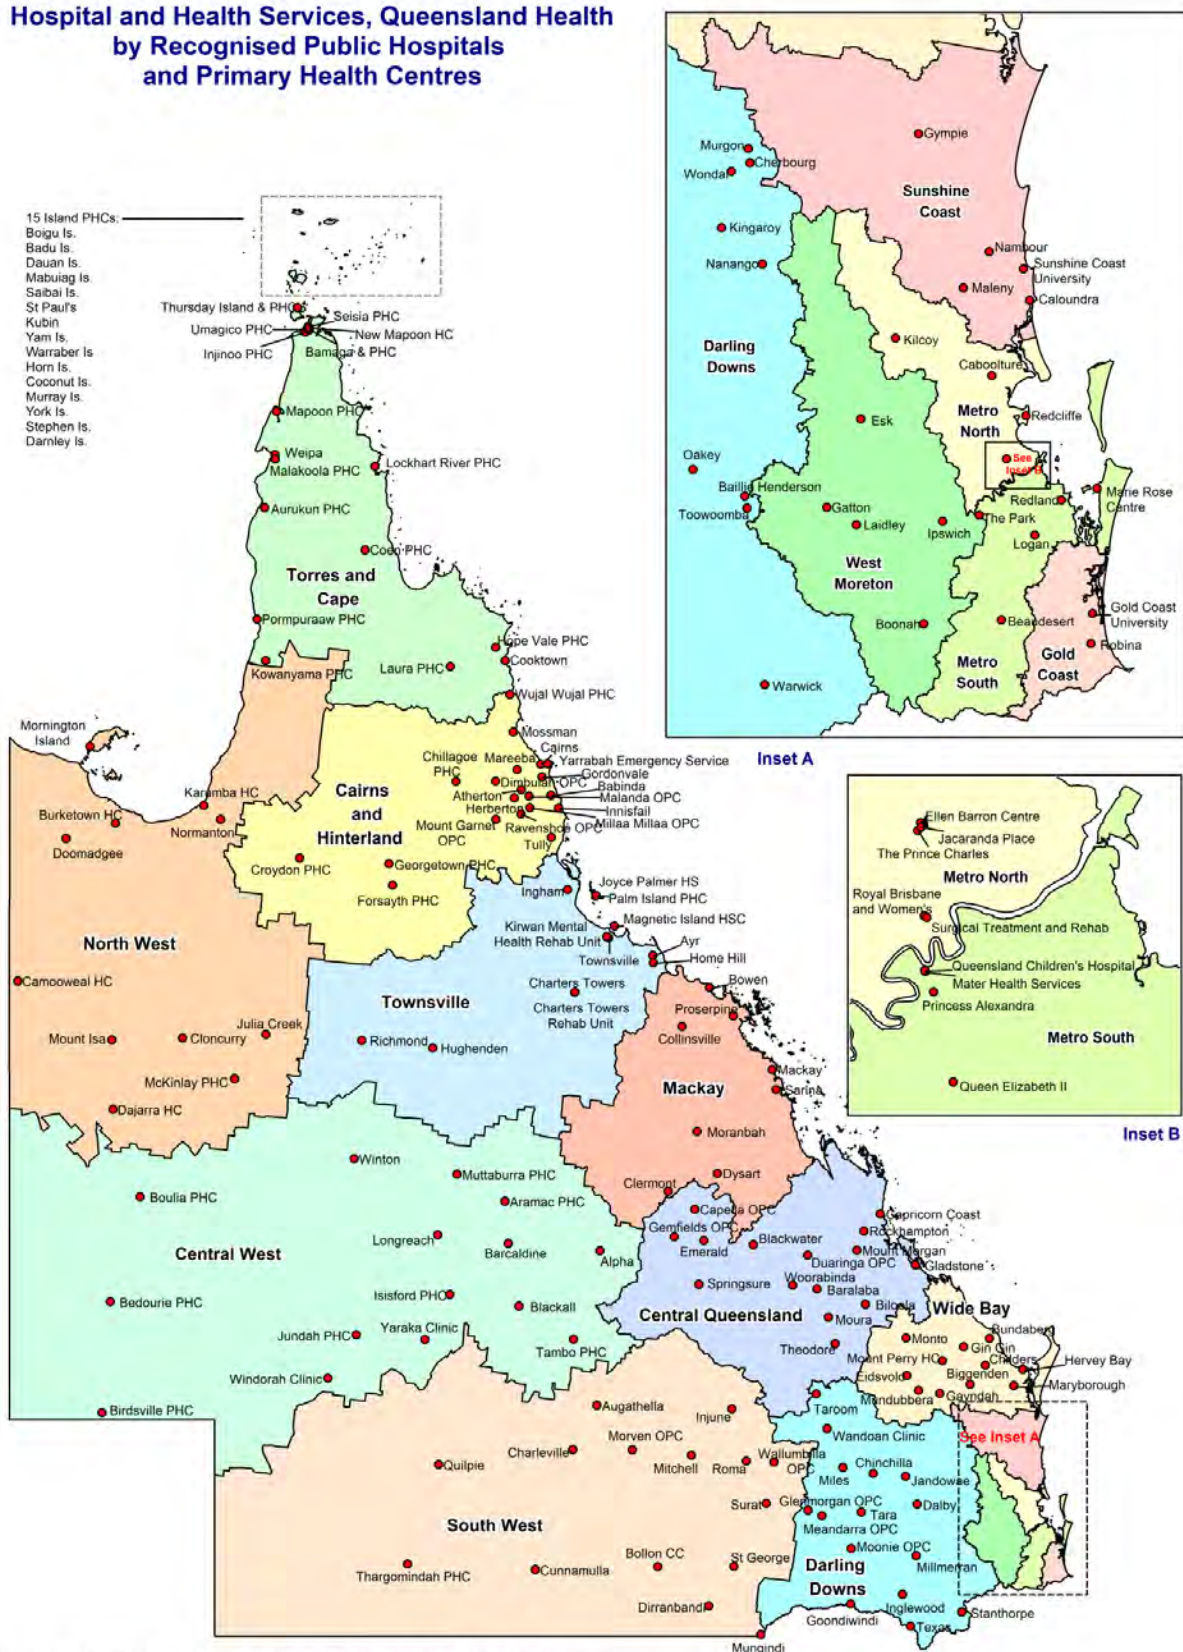 Hospital and Health Services, Queensland Health
by Recognised Public Hospitals
and Primary Health Centres
15 Island PHCs:
Boigu Is.
Badu Is.
Dauan Is.
Mabuiag Is.
Saibai Is.
St Paul's
Kubin
Yam Is.
Warraber Is
Horn Is.
Coconut Is.
Murray Is.
York Is.
Stephen Is.
Darnley Is.
Thursday Island & PHC
Seisia PHC
Umagico PHC
New Mapoon HC
Injinoo PHC
Bamaga & PHC
Mapoon PHC
Weipa
Malakoola PHC
Lockhart River PHC
Aurukun PHC
Coen PHC
Torres and
Cape
Pormpuraaw PHC
Hope Vale PHC
Kowanyama PHC
Laura PHC
Cooktown
Wujal Wujal PHC
Mornington
Island
Mossman
Cairns
Chillagoe
PHC
Mareeba
Yarrabah Emergency Service
Gordonvale
Dimbulah OPC
Babinda
Cairns
and
Hinterland
Atherton
Malanda OPC
Herberton
Innisfail
Millaa Millaa OPC
Mount Garnet
OPC
Ravenshoe OPC
Tully
Karumba HC
Burketown HC
Normanton
Doomadgee
Croydon PHC
Georgetown PHC
Forsayth PHC
Ingham
Joyce Palmer HS
Palm Island PHC
Kirwan Mental
Health Rehab Unit
Magnetic Island HSC
Townsville
Ayr
Home Hill
North West
Camooweal HC
Townsville
Charters Towers
Charters Towers
Rehab Unit
Bowen
Proserpine
Collinsville
Mount Isa
Cloncurry
Julia Creek
Richmond
Hughenden
McKinlay PHC
Dajarra HC
Mackay
Mackay
Sarina
Moranbah
Dysart
Clermont
Winton
Muttaburra PHC
Boulia PHC
Aramac PHC
Central West
Longreach
Barcaldine
Alpha
Bedourie PHC
Isisford PHC
Blackall
Jundah PHC
Yaraka Clinic
Tambo PHC
Windorah Clinic
Birdsville PHC
Capella OPC
Gemfields OPC
Emerald
Blackwater
Capricorn Coast
Rockhampton
Mount Morgan
Duaringa OPC
Gladstone
Springsure
Woorabinda
Baralaba
Central Queensland
Biloela
Moura
Theodore
Wide Bay
Bundaberg
Monto
Gin Gin
Mount Perry HC
Childers
Hervey Bay
Eidsvold
Biggenden
Maryborough
Mundubbera
Gayndah
Taroom
See Inset A
Augathella
Injune
Wandoan Clinic
Charleville
Morven OPC
Mitchell
Roma
Wallumbilla
OPC
Quilpie
Miles
Chinchilla
Jandowae
Surat
Glenmorgan OPC
Tara
Dalby
Meandarra OPC
South West
Moonie OPC
Millmerran
Bollon CC
St George
Thargomindah PHC
Cunnamulla
Darling
Downs
Dirranbandi
Goondiwindi
Inglewood
Stanthorpe
Texas
Mungindi
Gympie
Murgon
Cherbourg
Wondai
Sunshine
Coast
Kingaroy
Nambour
Nanango
Sunshine Coast
University
Maleny
Caloundra
Darling
Downs
Kilcoy
Caboolture
Metro
North
Redcliffe
Esk
See
Inset B
Oakey
Baillie Henderson
Toowoomba
Gatton
Laidley
Ipswich
The Park
Redland
Marie Rose
Centre
Logan
West
Moreton
Boonah
Beaudesert
Gold Coast
University
Robina
Gold
Coast
Metro
South
Warwick
Inset A
Ellen Barron Centre
Jacaranda Place
The Prince Charles
Metro North
Royal Brisbane
and Women's
Surgical Treatment and Rehab
Queensland Children's Hospital
Mater Health Services
Princess Alexandra
Metro South
Queen Elizabeth II
Inset B